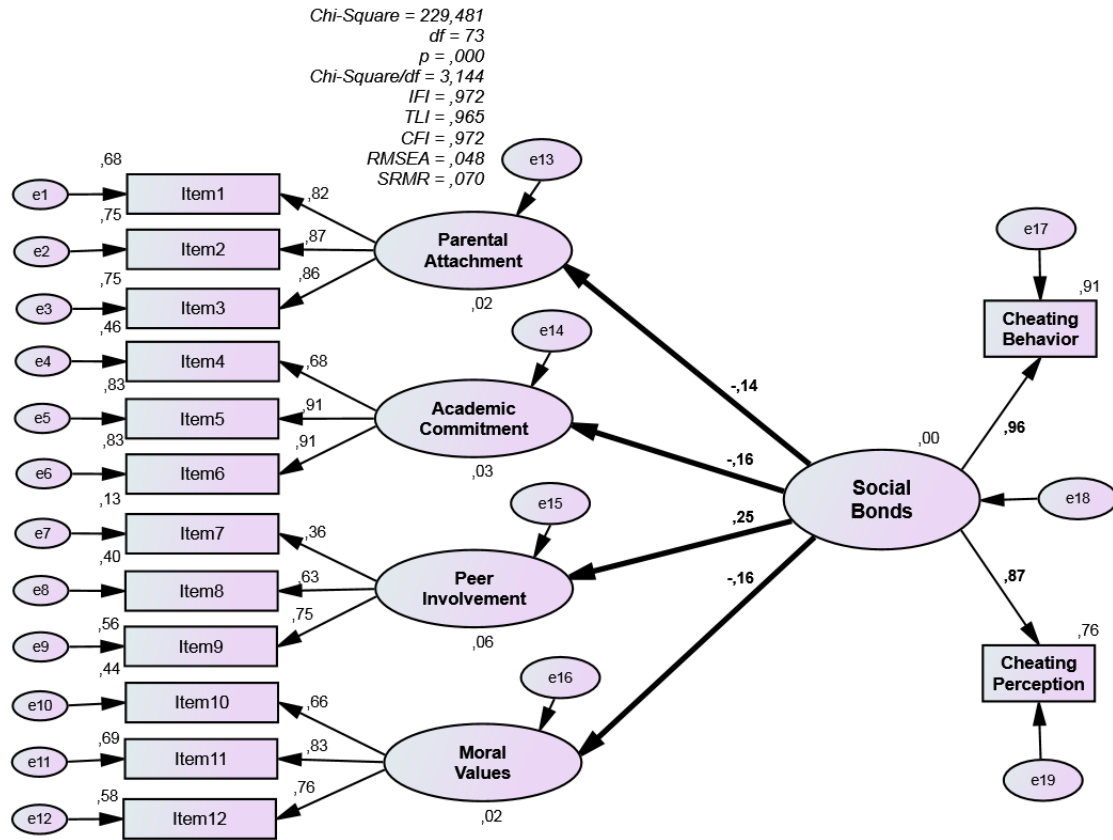 Chi-Square = 229,481
df = 73
p = ,000
Chi-Square/df = 3,144
IFI = ,972
TLI = ,965
CFI = ,972
RMSEA = ,048
SRMR = ,070
,68
e1
Item1
,82
,75
e2
Item2
,87
,75
e3
Item3
,86
e13
Parental
Attachment
,02
,46
e4
Item4
,68
,83
e5
Item5
,91
,83
e6
Item6
,91
e14
Academic
Commitment
,03
,13
e7
Item7
,36
,40
e8
Item8
,63
,56
e9
Item9
,75
e15
Peer
Involvement
,06
,44
e10
Item10
,66
,69
e11
Item11
,83
,58
e12
Item12
,76
e16
Moral
Values
,02
-,14
-,16
,25
-,16
,00
Social
Bonds
e18
e17
,91
Cheating
Behavior
,96
,87
,76
Cheating
Perception
e19